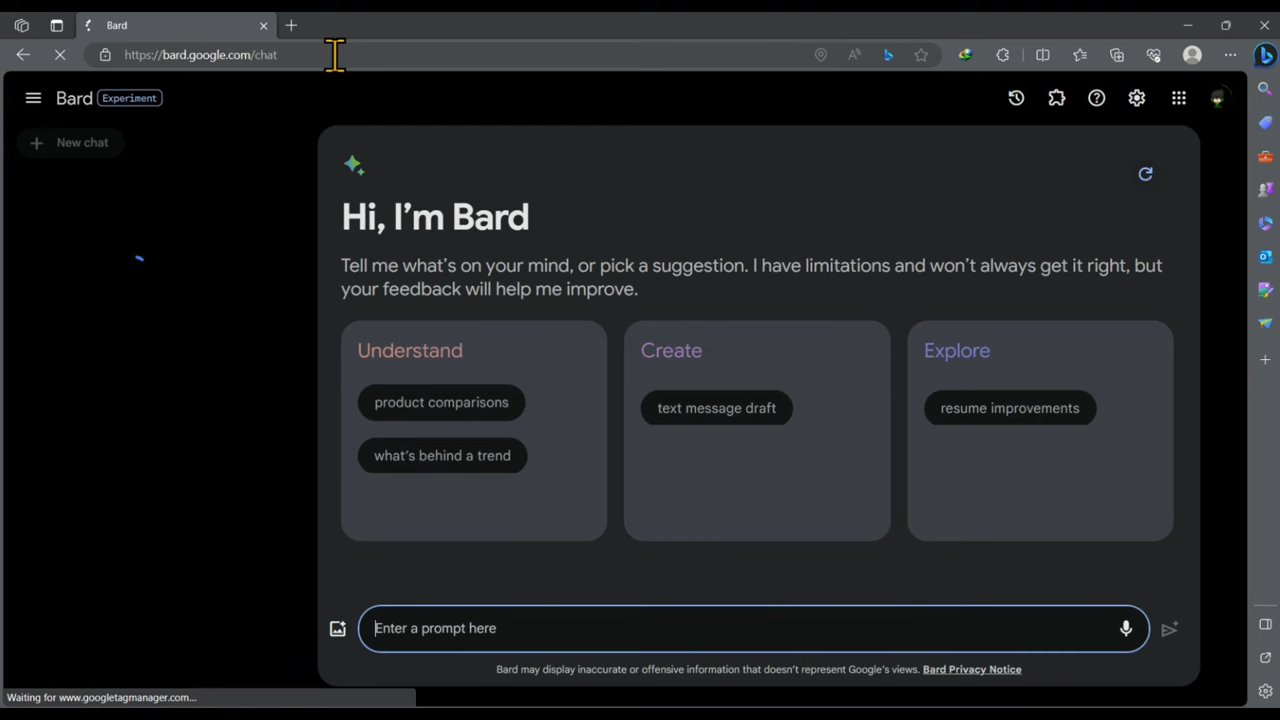 Bard
https://bard.google.com/chat
Bard Experiment
New chat
Hi, I’m Bard
Tell me what’s on your mind, or pick a suggestion. I have limitations and won’t always get it right, but
your feedback will help me improve.
Understand
product comparisons
what’s behind a trend
Create
text message draft
Explore
resume improvements
Enter a prompt here
Bard may display inaccurate or offensive information that doesn’t represent Google’s views. Bard Privacy Notice
Waiting for www.googletagmanager.com...